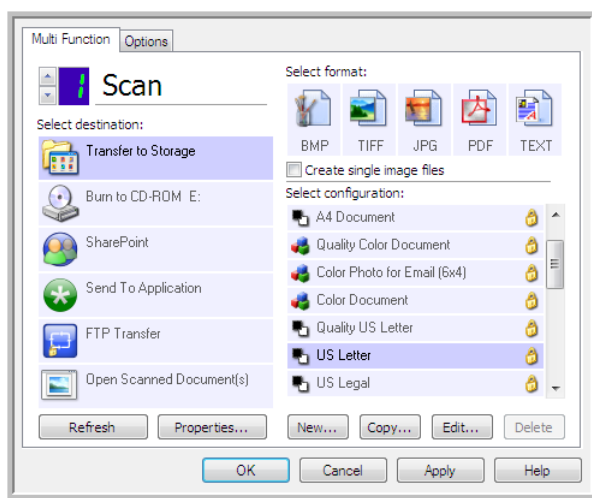 Multi Function
Options
1 Scan
Select destination:
Transfer to Storage
Burn to CD-ROM E:
SharePoint
Send To Application
FTP Transfer
Open Scanned Document(s)
Refresh
Properties...
Select format:
BMP TIFF JPG PDF TEXT
Create single image files
Select configuration:
A4 Document
Quality Color Document
Color Photo for Email (6x4)
Color Document
Quality US Letter
US Letter
US Legal
New... Copy... Edit... Delete
OK Cancel Apply Help